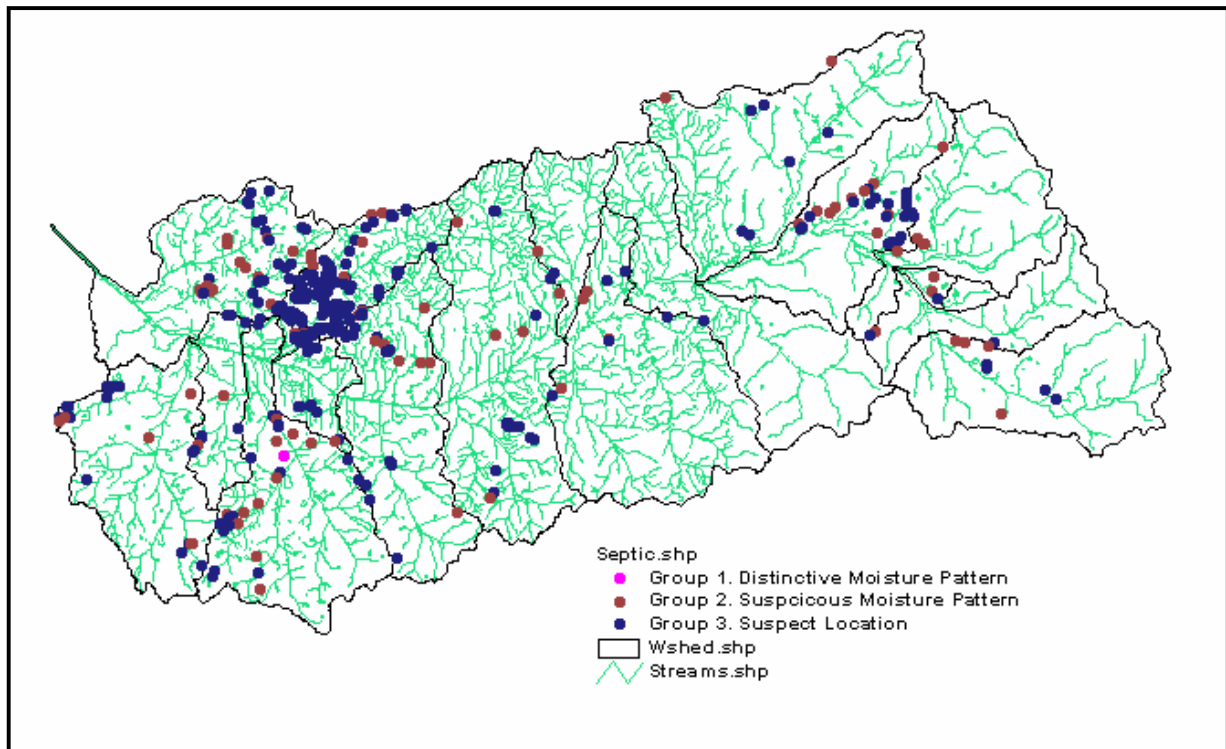 Septic.shp
Group 1. Distinctive Moisture Pattern
Group 2. Suspcicous Moisture Pattern
Group 3. Suspect Location
Wshed.shp
Streams.shp